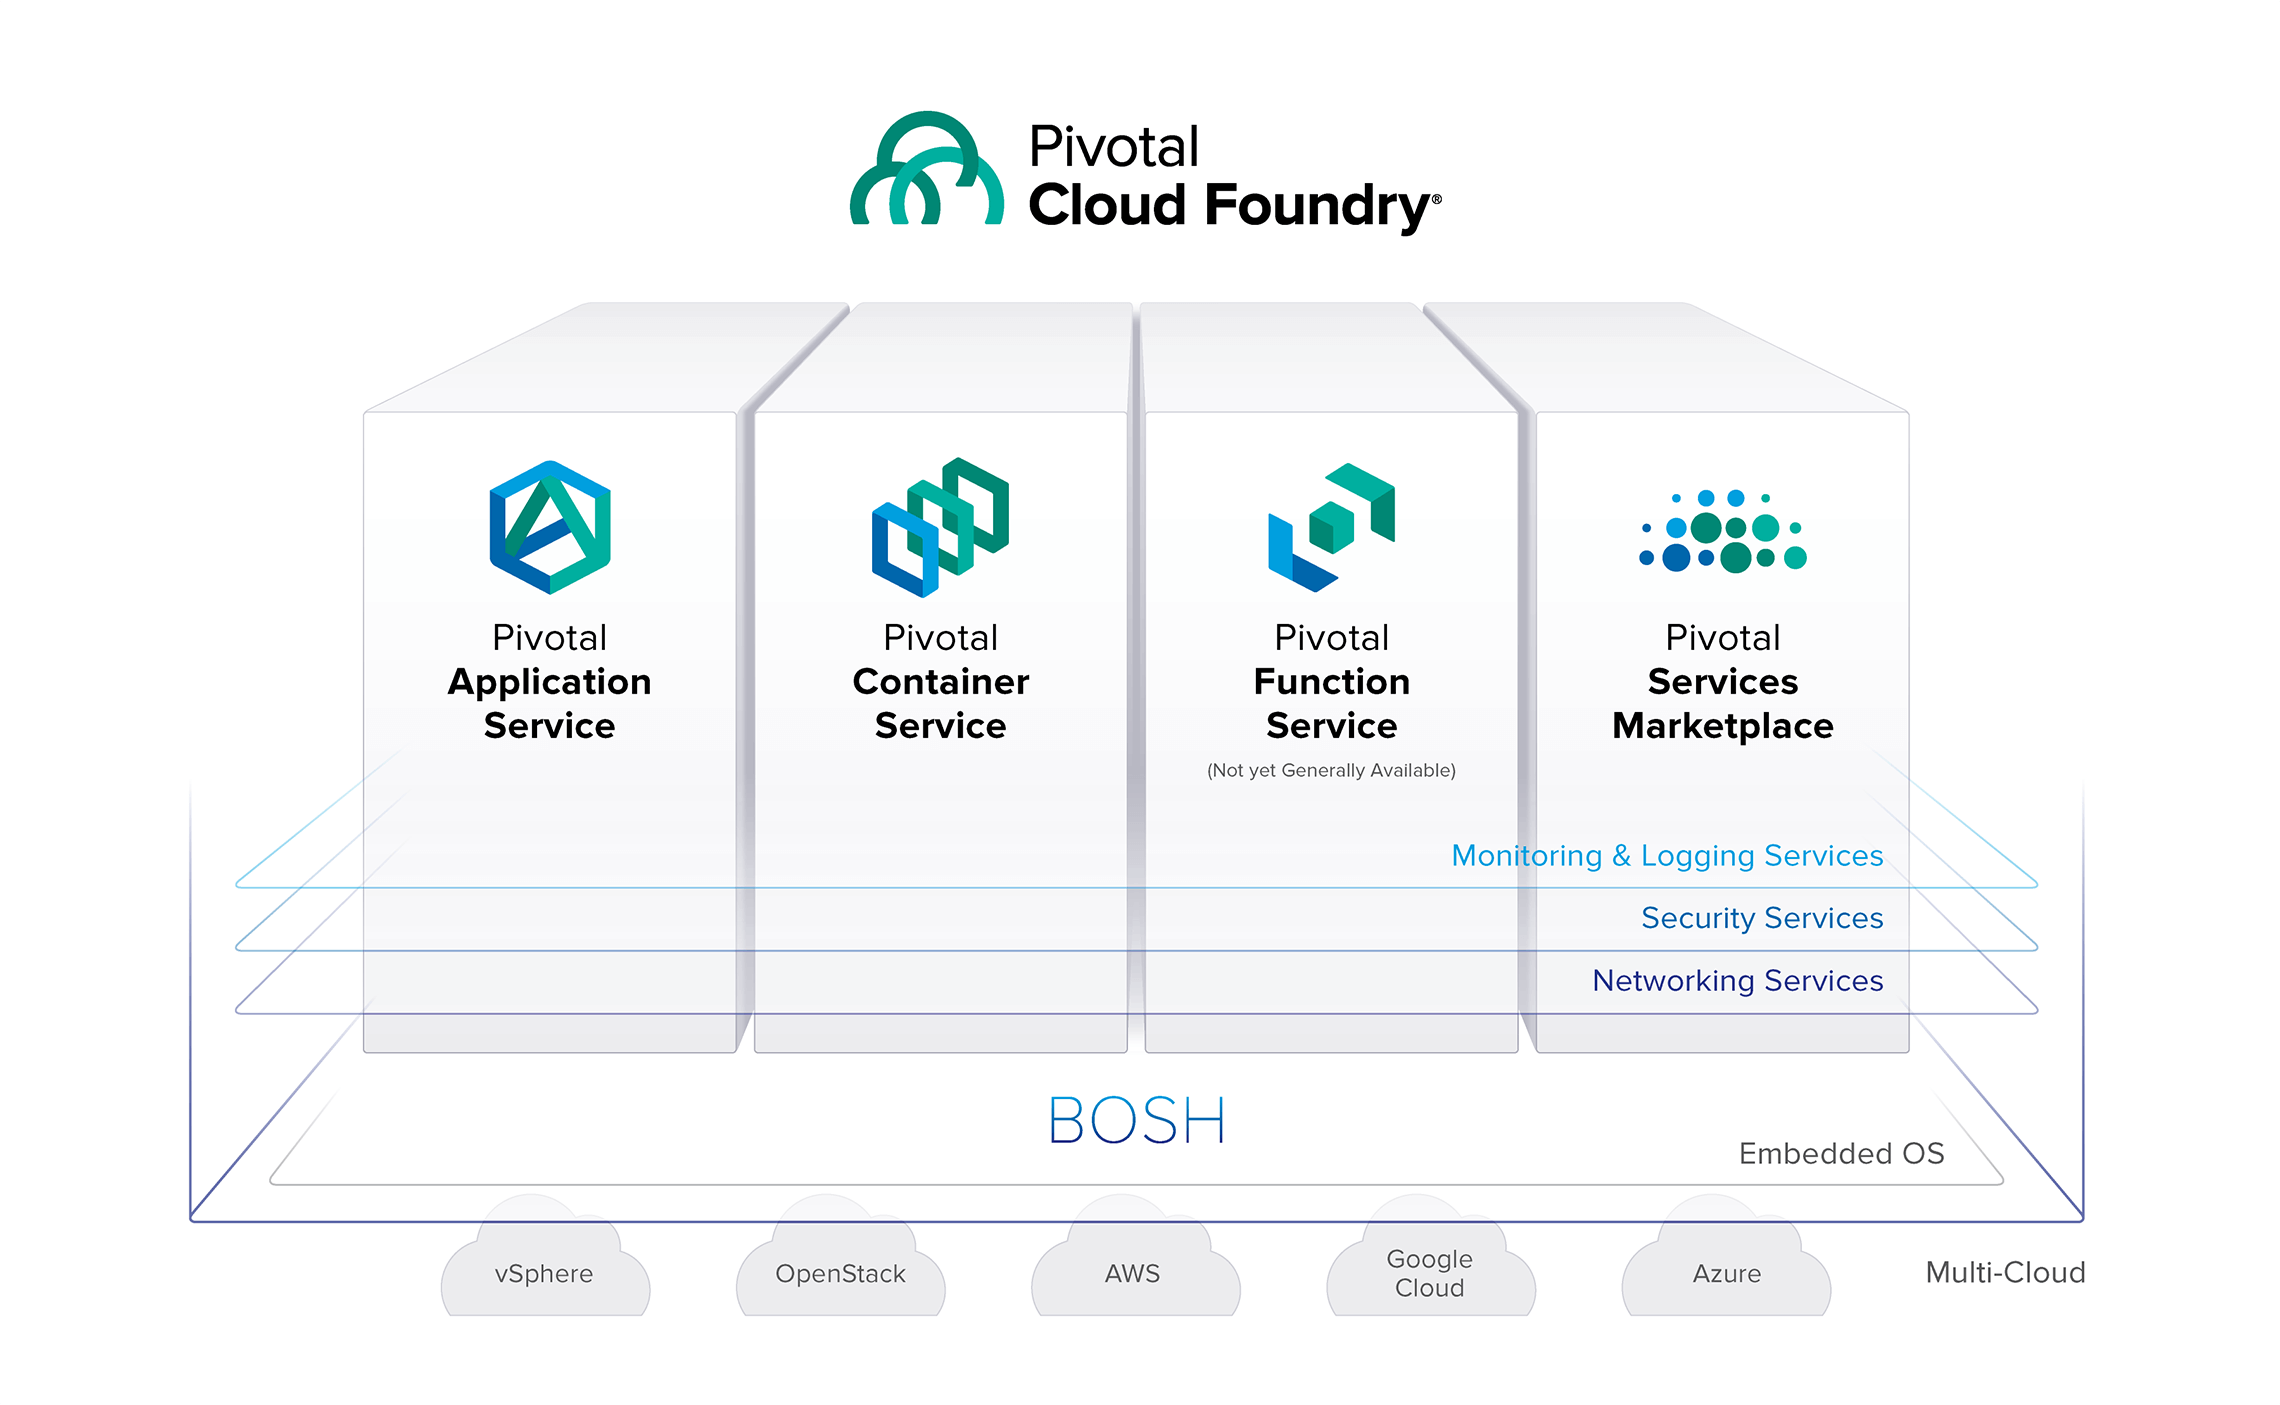 Pivotal
Cloud Foundry®
Pivotal
Application
Service
Pivotal
Container
Service
Pivotal
Function
Service
(Not yet Generally Available)
Pivotal
Services
Marketplace
Monitoring & Logging Services
Security Services
Networking Services
BOSH
Embedded OS
vSphere
OpenStack
AWS
Google
Cloud
Azure
Multi-Cloud